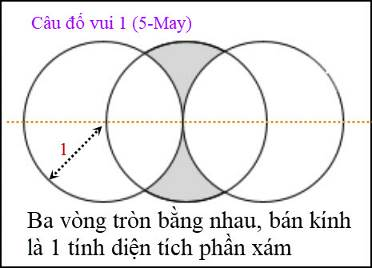 Câu đố vui 1 (5-May)
1
Ba vòng tròn bằng nhau, bán kính
là 1 tính diện tích phần xám